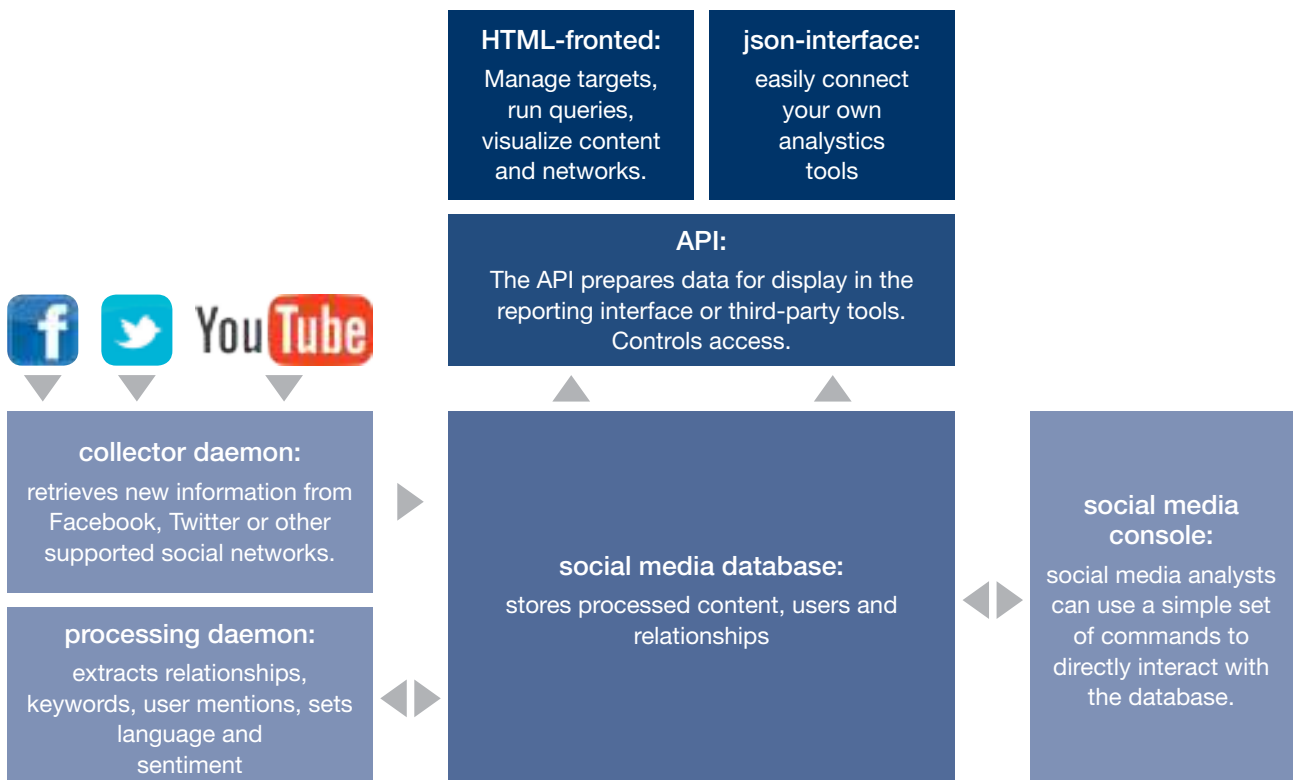 HTML-fronted:
Manage targets,
run queries,
visualize content
and networks.
json-interface:
easily connect
your own
analystics
tools
API:
The API prepares data for display in the
reporting interface or third-party tools.
Controls access.
f
YouTube
collector daemon:
retrieves new information from
Facebook, Twitter or other
supported social networks.
processing daemon:
extracts relationships,
keywords, user mentions, sets
language and
sentiment
social media database:
stores processed content, users and
relationships
social media
console:
social media analysts
can use a simple set
of commands to
directly interact with
the database.